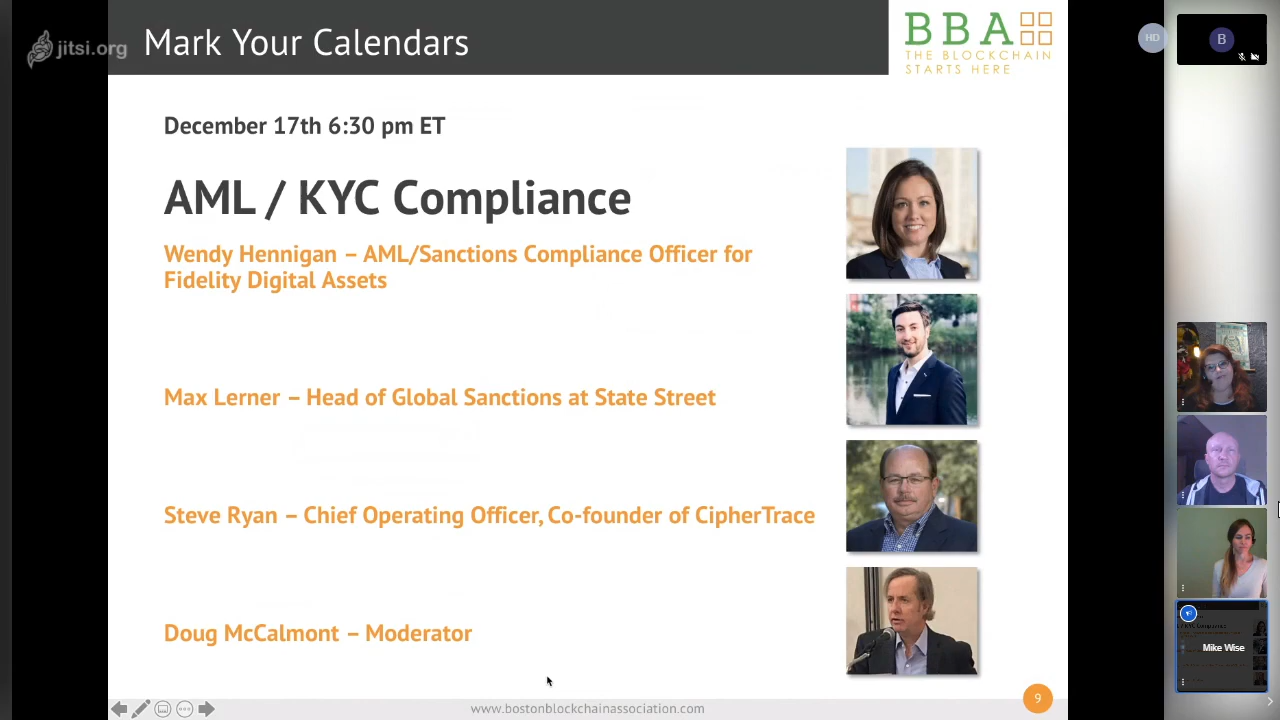 jitsi.org
Mark Your Calendars
BBA
THE BLOCKCHAIN
STARTS HERE
HD
B
December 17th 6:30 pm ET
AML / KYC Compliance
Wendy Hennigan – AML/Sanctions Compliance Officer for
Fidelity Digital Assets
Max Lerner – Head of Global Sanctions at State Street
Steve Ryan – Chief Operating Officer, Co-founder of CipherTrace
Doug McCalmont – Moderator
Mike Wise
www.bostonblockchainassociation.com
9